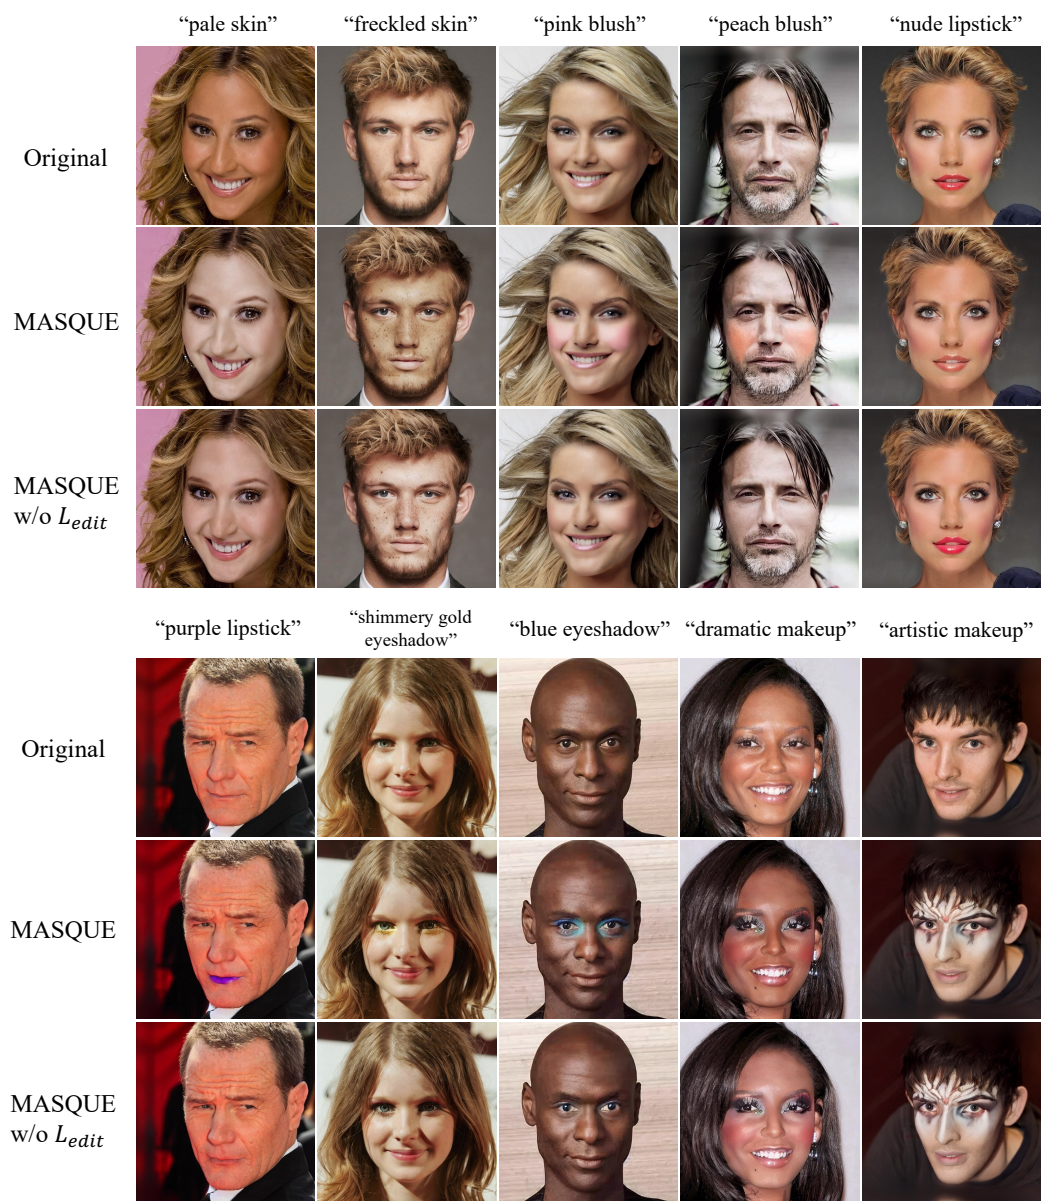 “pale skin” “freckled skin” “pink blush” “peach blush” “nude lipstick”
Original
MASQUE
MASQUE
w/o L_edit
“purple lipstick” “shimmery gold
eyeshadow” “blue eyeshadow” “dramatic makeup” “artistic makeup”
Original
MASQUE
MASQUE
w/o L_edit